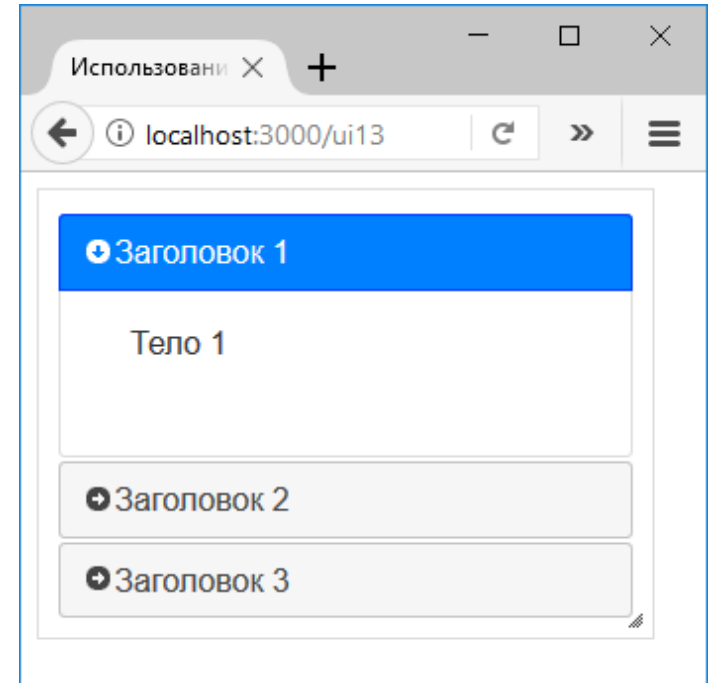 Использовани
localhost:3000/ui13
Заголовок 1
Тело 1
Заголовок 2
Заголовок 3